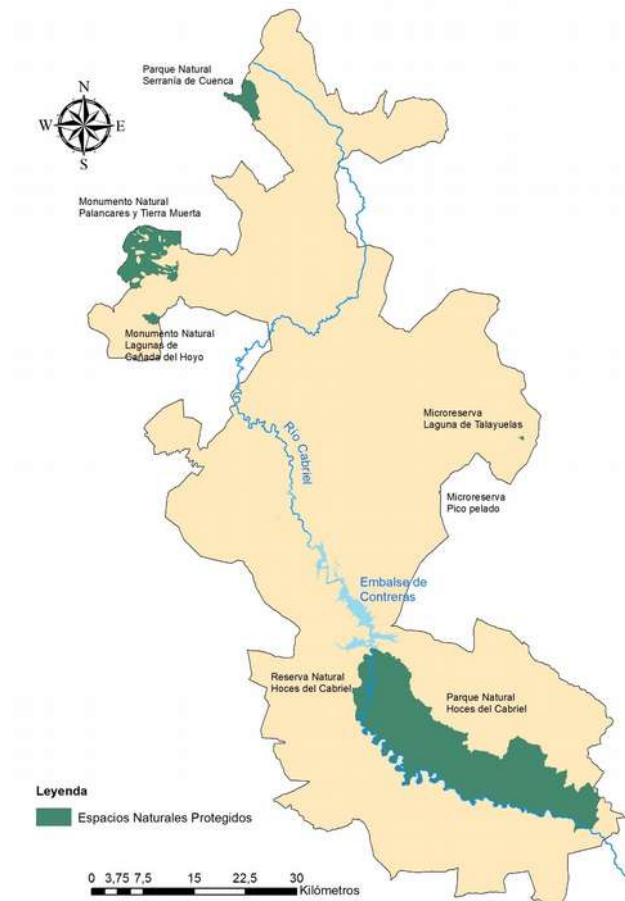 Parque Natural
Serranía de Cuenca
N
W
E
S
Monumento Natural
Palancares y Tierra Muerta
Monumento Natural
Lagunas de
Cañada del Hoyo
Microreserva
Laguna de Talayuelas
Río Cabriel
Microreserva
Pico pelado
Embalse de
Contreras
Reserva Natural
Hoces del Cabriel
Parque Natural
Hoces del Cabriel
Leyenda
Espacios Naturales Protegidos
0 3,75 7,5 15 22,5 30
Kilómetros